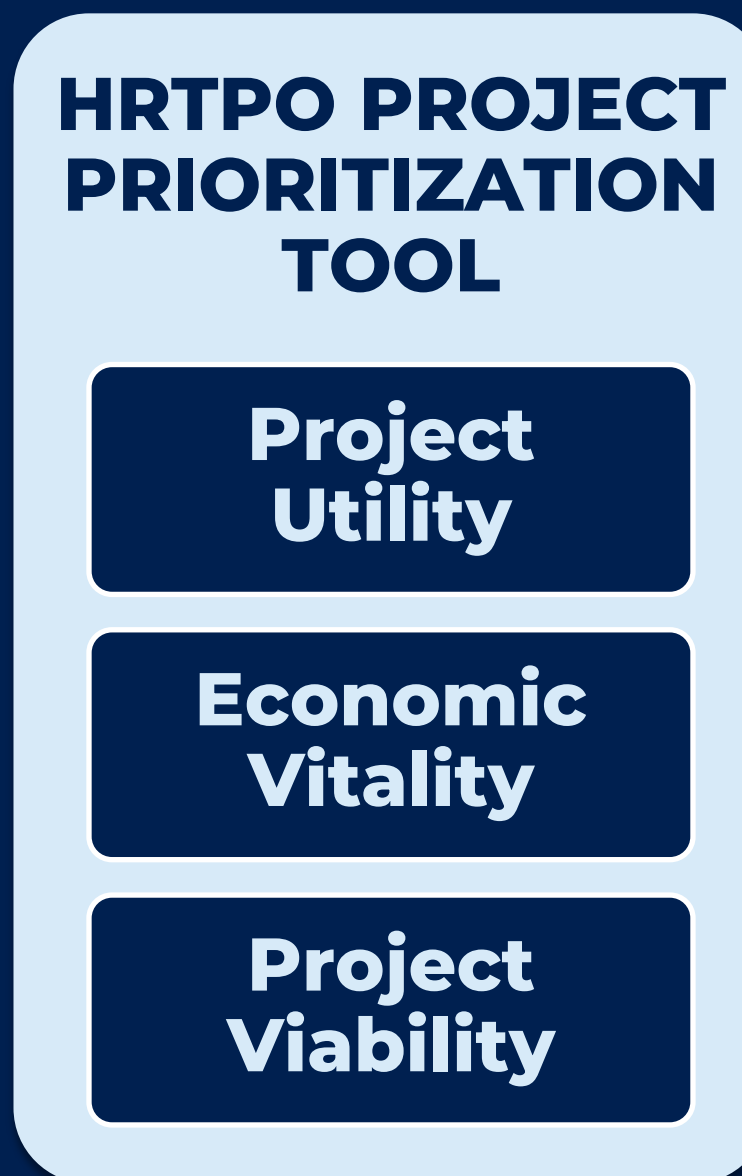 HRTPO PROJECT
PRIORITIZATION
TOOL
Project
Utility
Economic
Vitality
Project
Viability